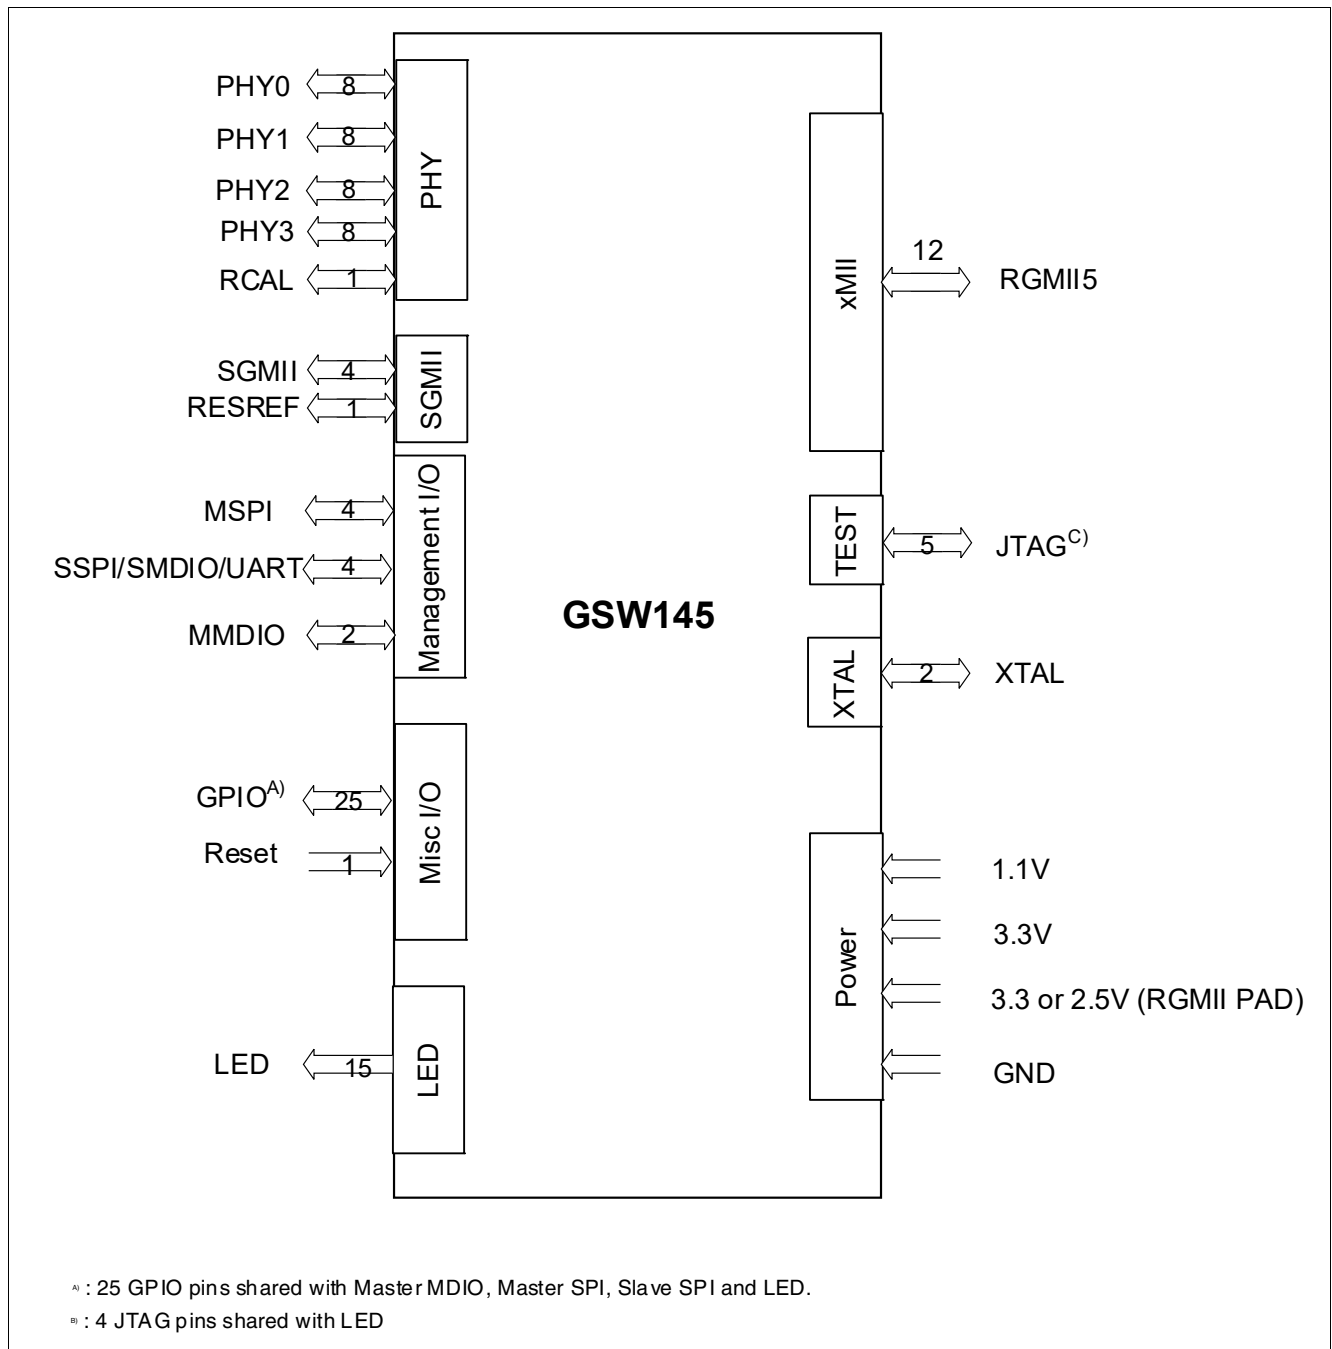 PHY0 8
PHY1 8
PHY2 8
PHY3 8
RCAL 1
PHY
SGMII 4
RESREF 1
SGMII
MSPI 4
SSPI/SMDIO/UART 4
MMDIO 2
Management I/O
GPIO A) 25
Reset 1
Misc I/O
LED 15
LED
GSW145
xMII
12
RGMII5
TEST
5 JTAG C)
XTAL
2 XTAL
Power
1.1V
3.3V
3.3 or 2.5V (RGMII PAD)
GND
A) : 25 GPIO pins shared with Master MDIO, Master SPI, Slave SPI and LED.
B) : 4 JTAG pins shared with LED